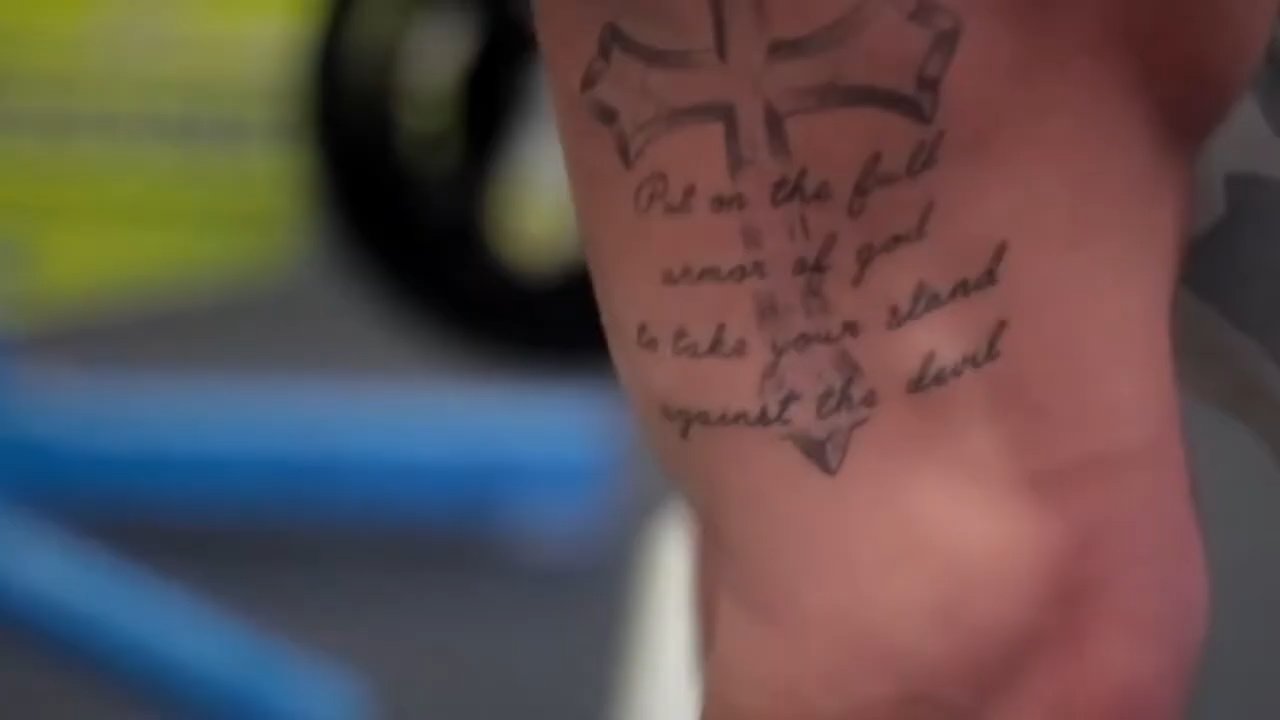 Put on the full
armor of god
to take your stand
against the devil